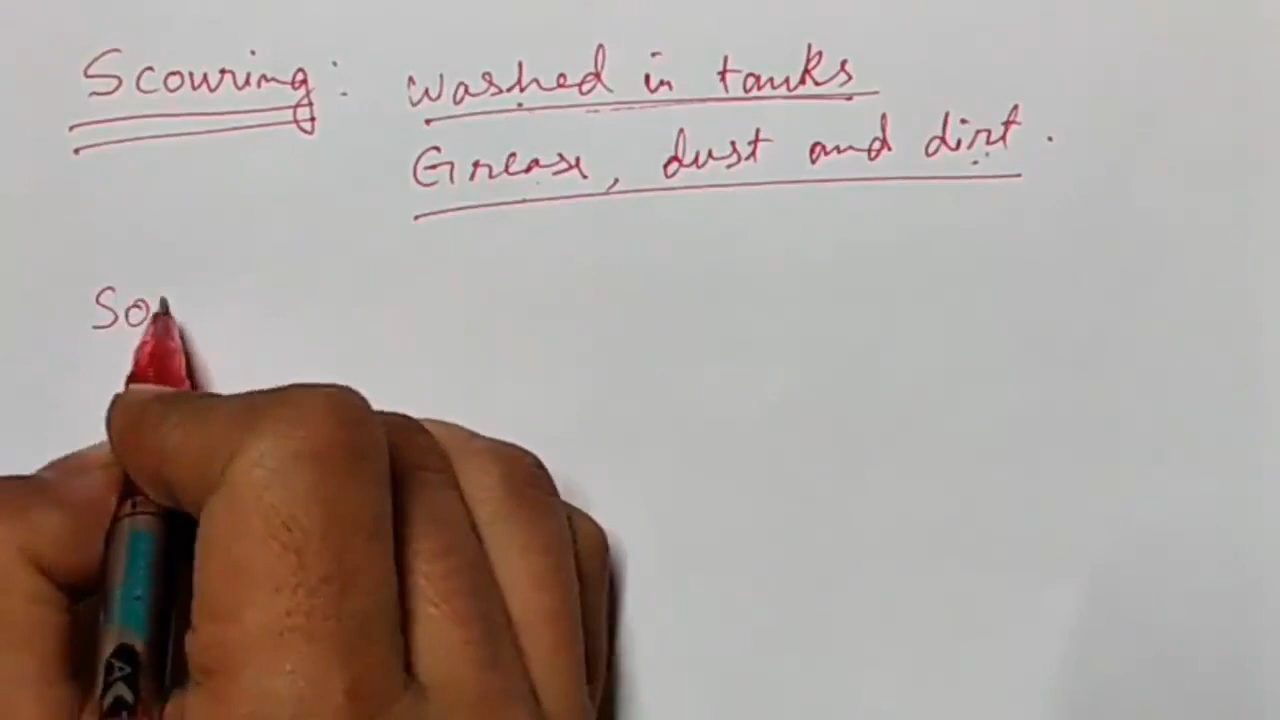 Scouring: washed in tanks
Grease, dust and dirt.
So